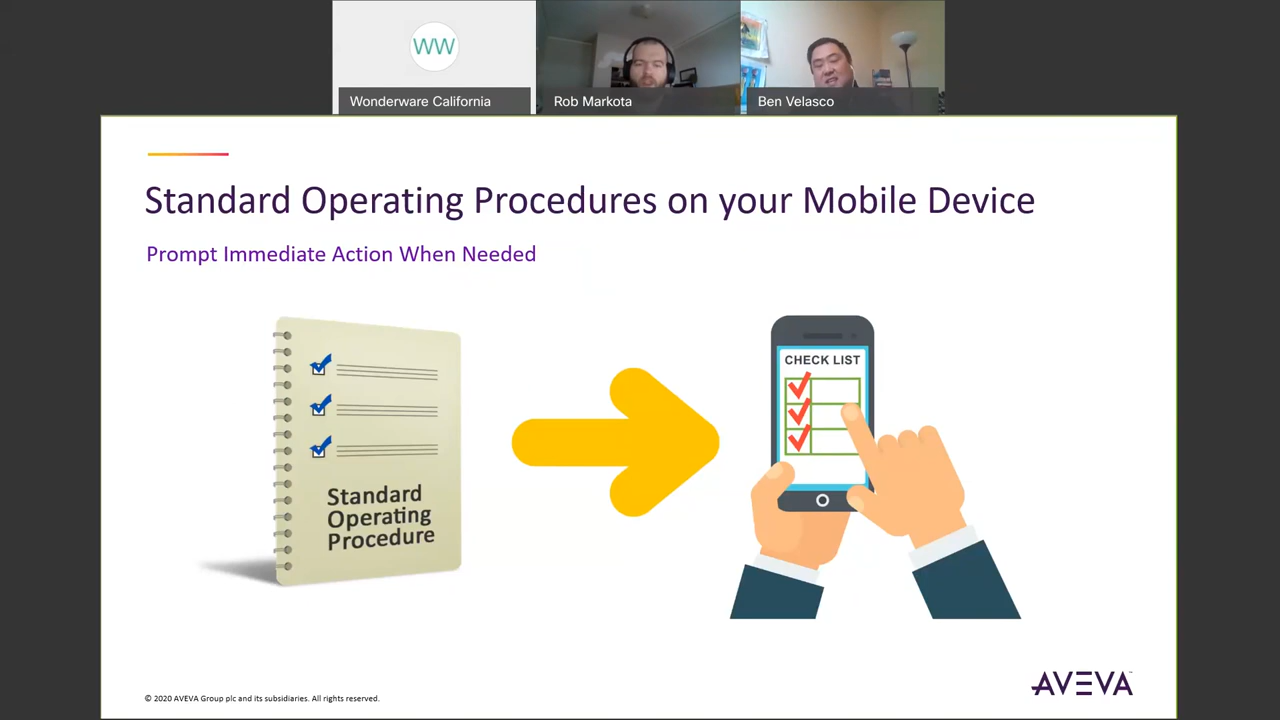 WW
Wonderware California
Rob Markota
Ben Velasco
Standard Operating Procedures on your Mobile Device
Prompt Immediate Action When Needed
Standard
Operating
Procedure
CHECK LIST
© 2020 AVEVA Group plc and its subsidiaries. All rights reserved.
AVEVA